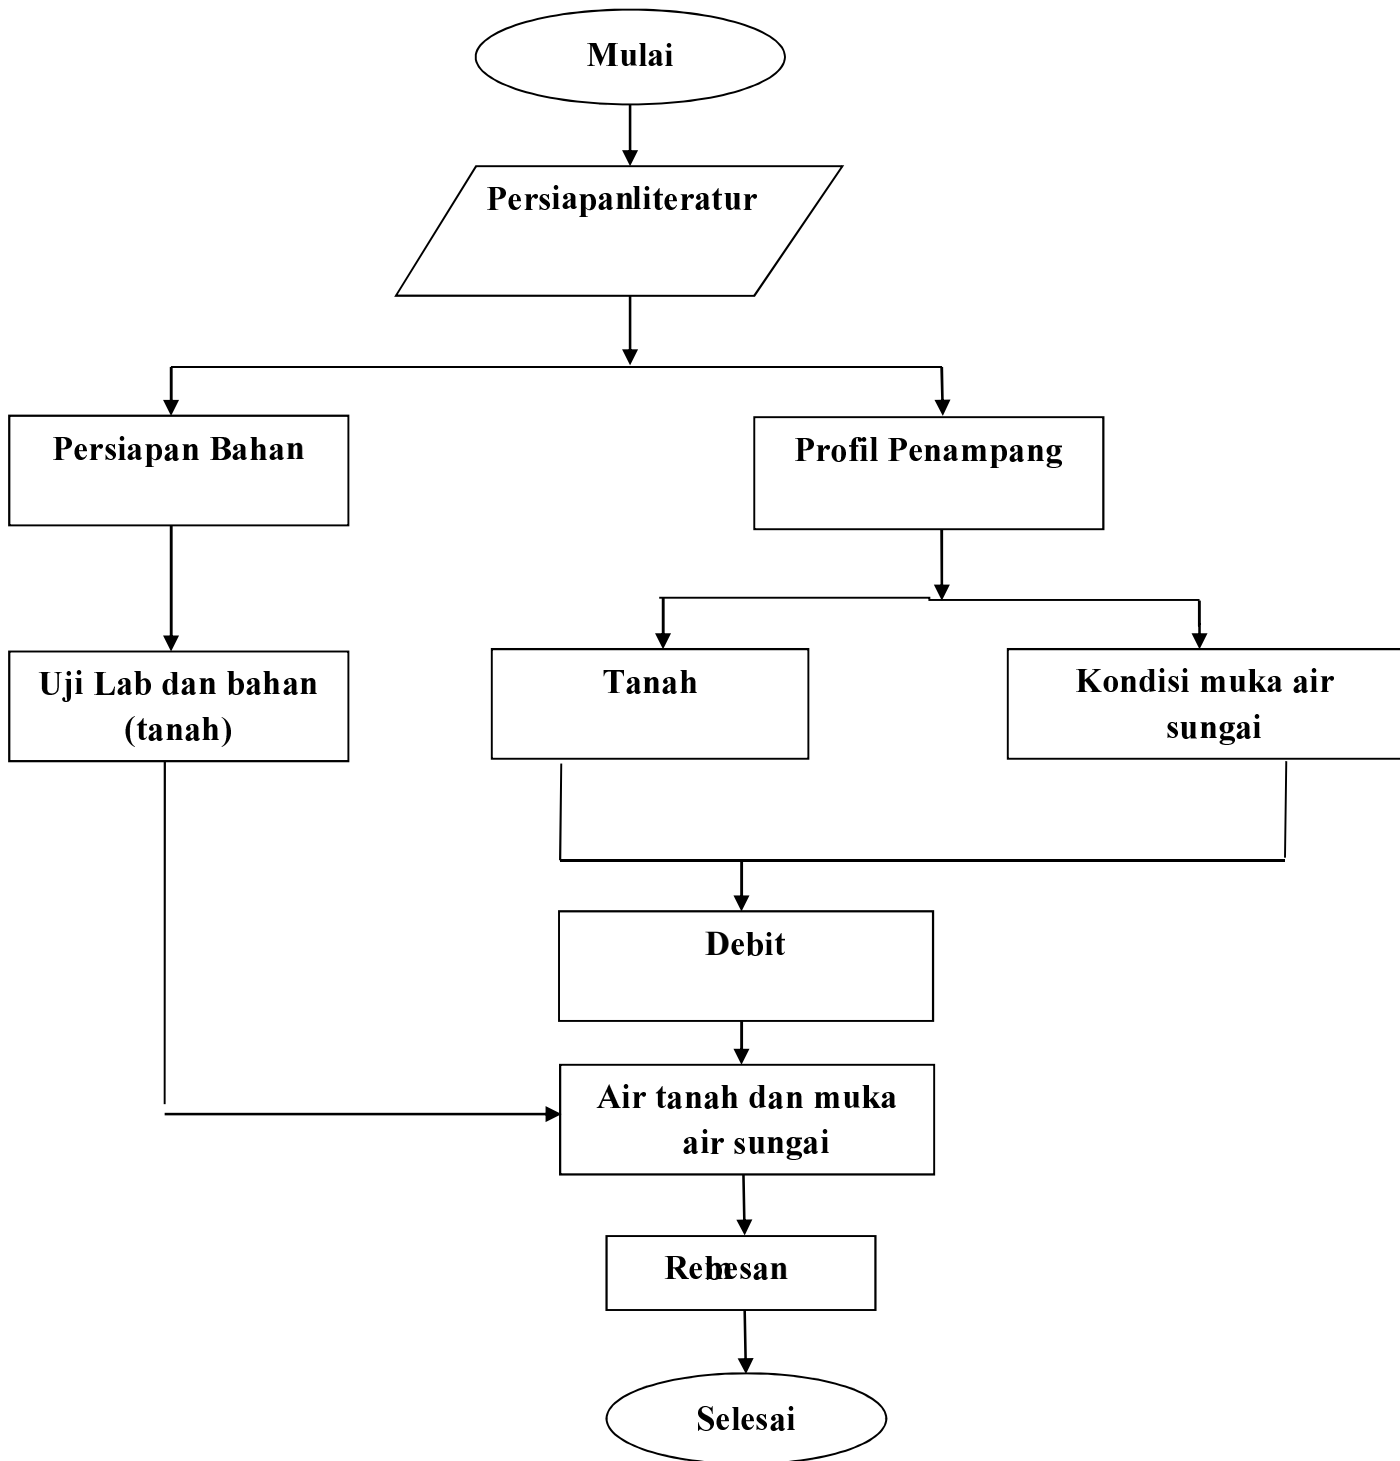 Mulai
Persiapanliteratur
Persiapan Bahan
Profil Penampang
Uji Lab dan bahan
(tanah)
Tanah
Kondisi muka air
sungai
Debit
Air tanah dan muka
air sungai
Selesai